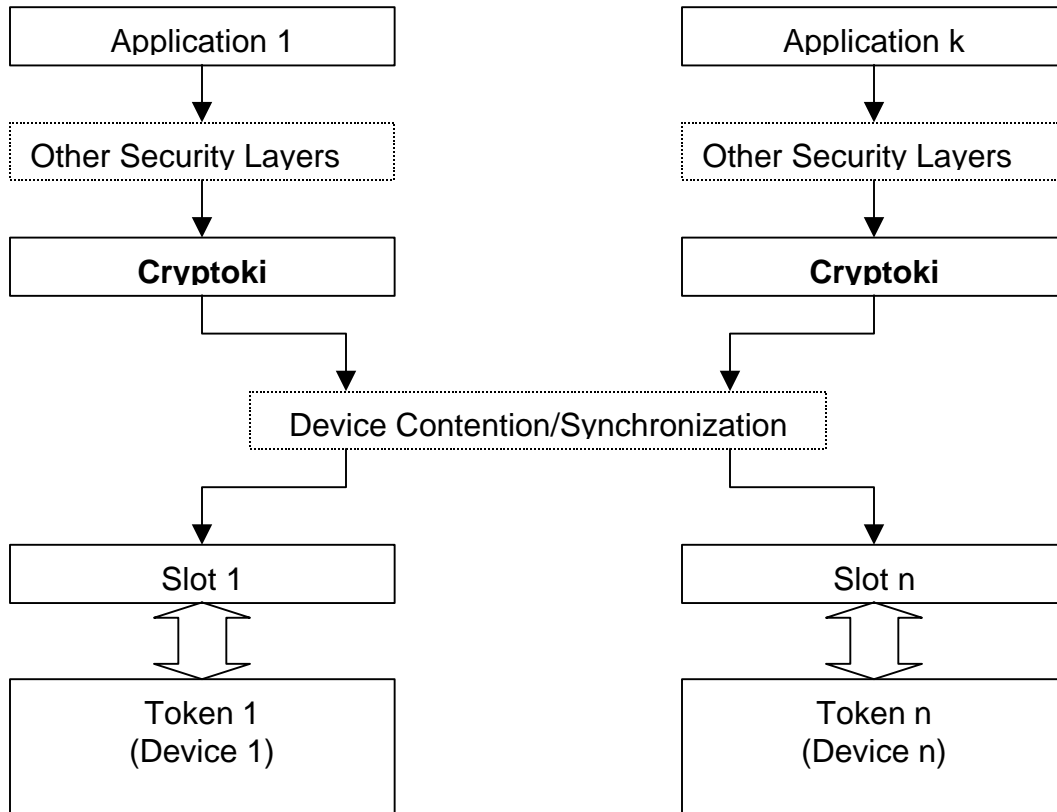 Application 1
Application k
Other Security Layers
Other Security Layers
Cryptoki
Cryptoki
Device Contention/Synchronization
Slot 1
Slot n
Token 1
(Device 1)
Token n
(Device n)